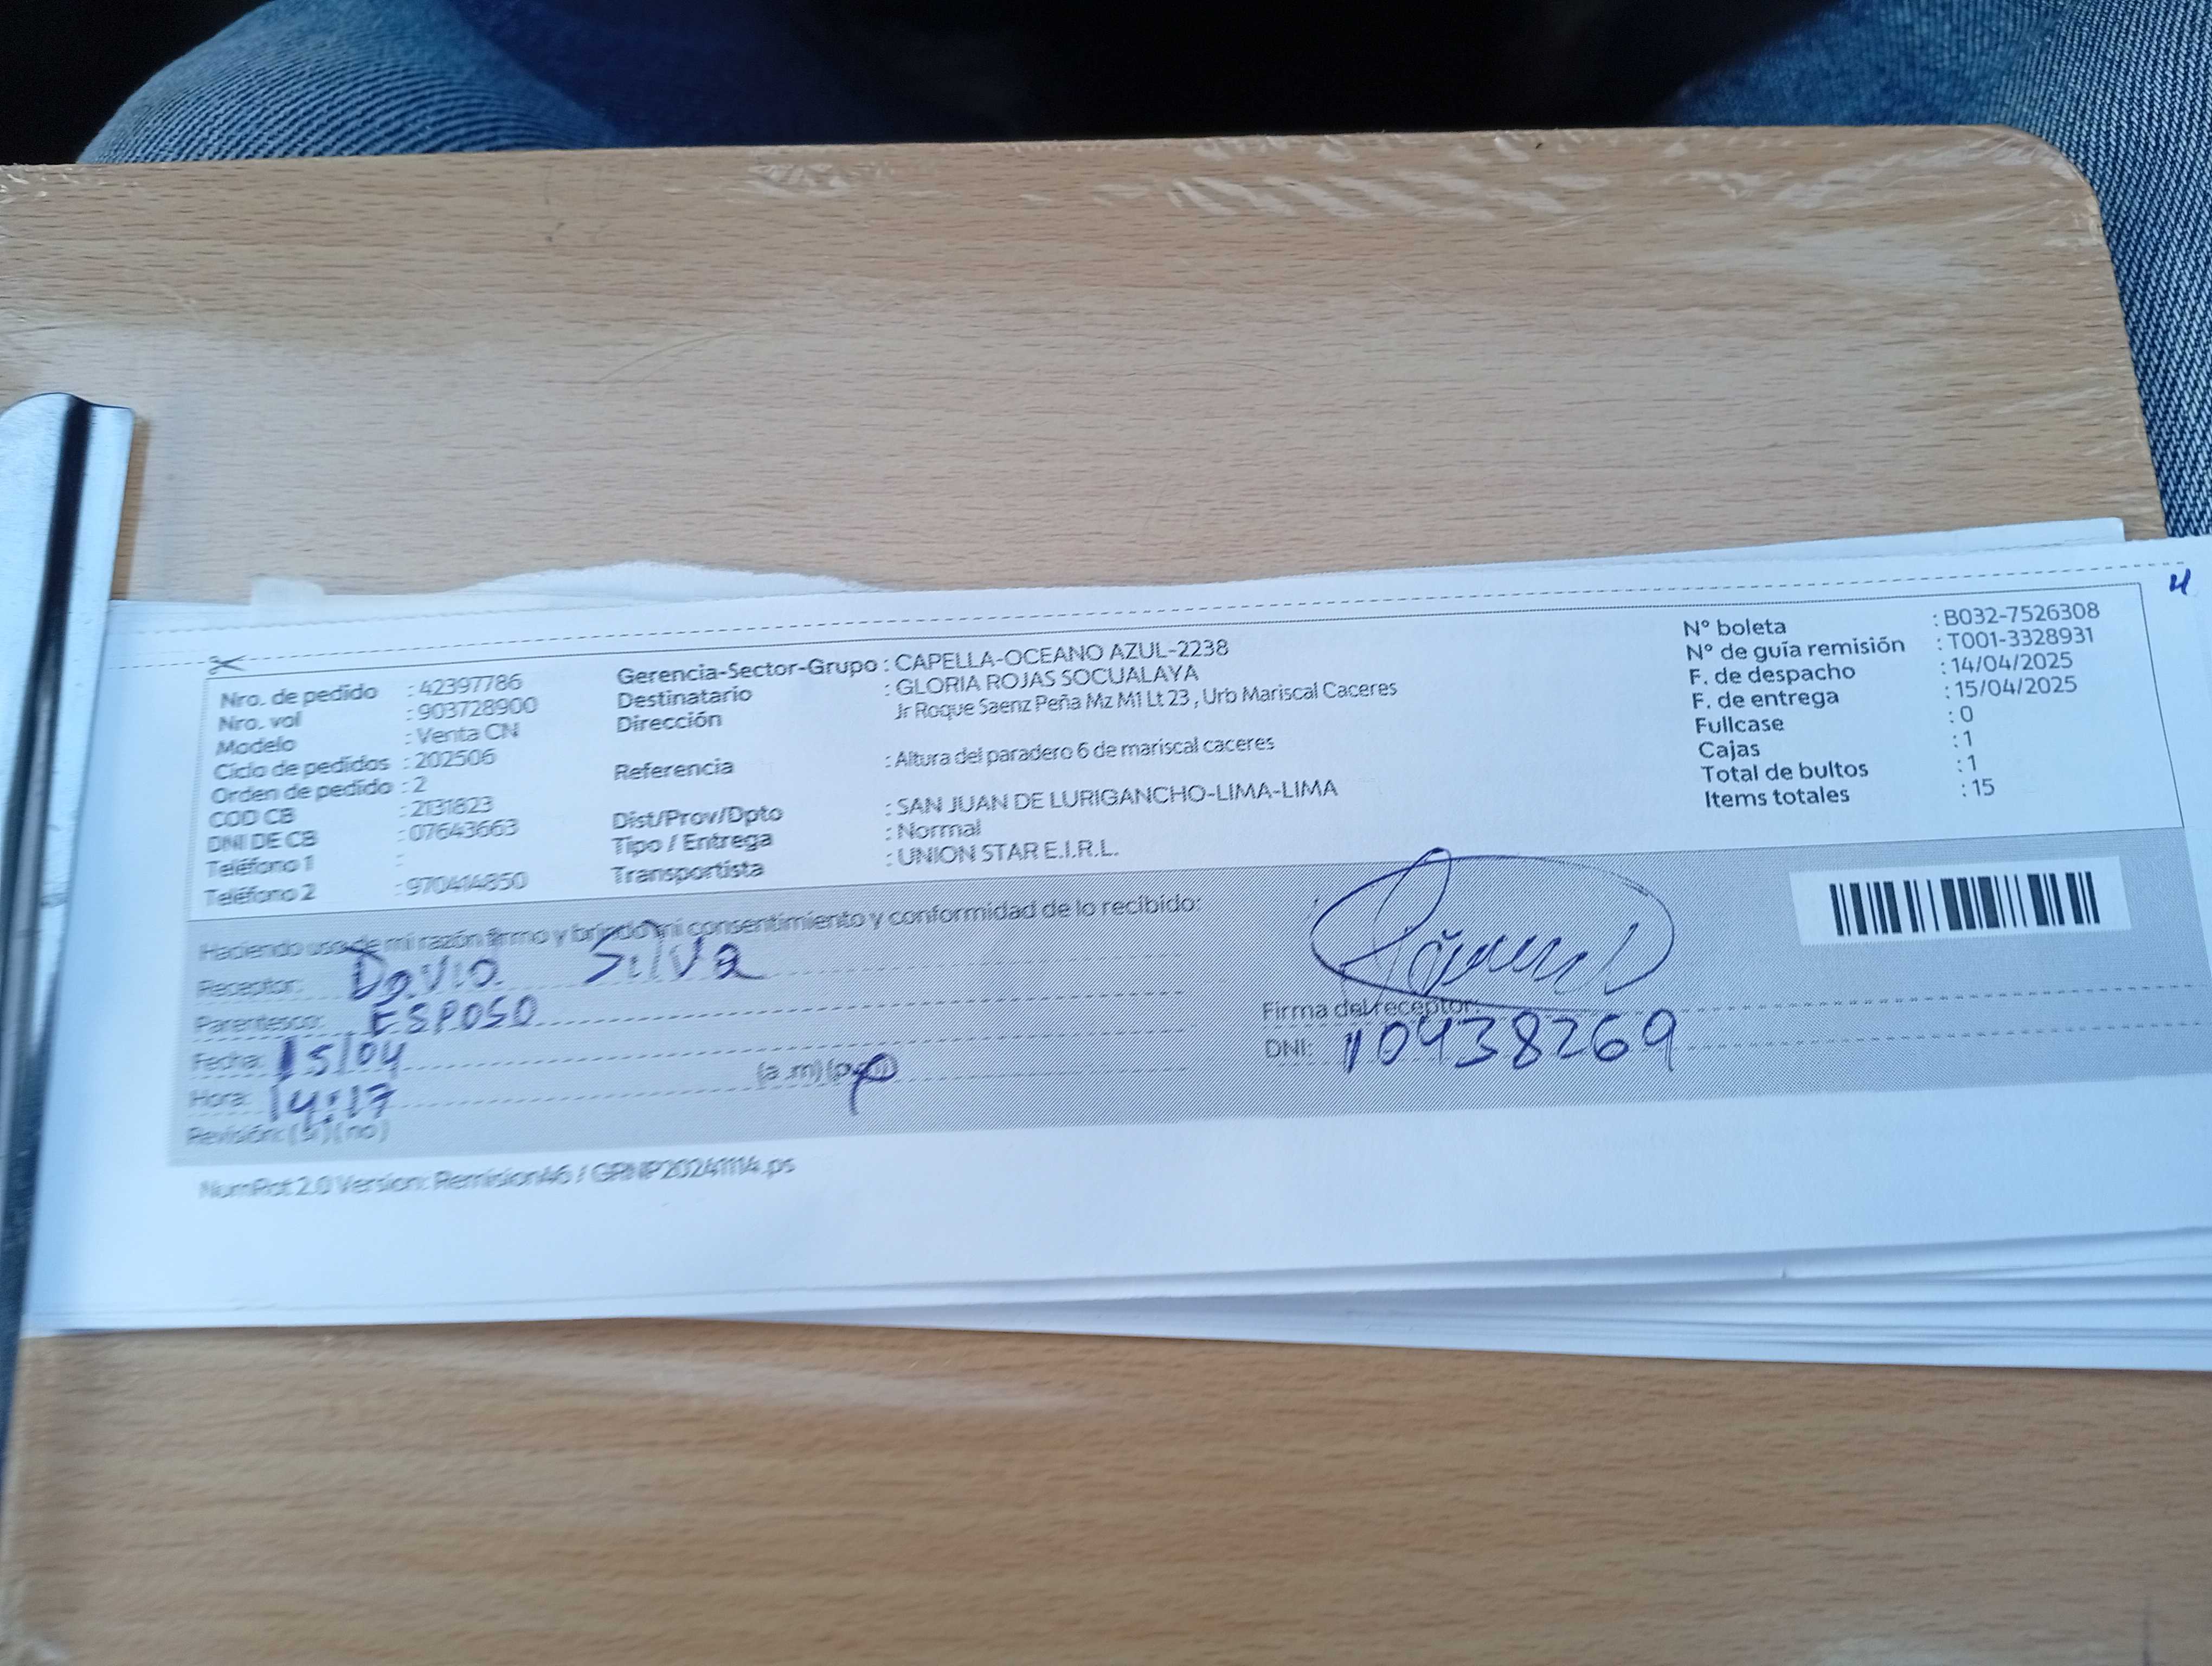 Nro. de pedido : 42397786
Nro. vol : 903728900
Modelo : Venta CN
Ciclo de pedidos : 202506
Orden de pedido : 2
COD CB : 2131823
DNI DE CB : 07643663
Teléfono 1 :
Teléfono 2 : 970414850
Gerencia-Sector-Grupo : CAPELLA-OCEANO AZUL-2238
Destinatario : GLORIA ROJAS SOCUALAYA
Dirección Jr Roque Saenz Peña Mz M1 Lt 23 , Urb Mariscal Caceres
Referencia : Altura del paradero 6 de mariscal caceres
Dist/Prov/Dpto : SAN JUAN DE LURIGANCHO-LIMA-LIMA
Tipo / Entrega : Normal
Transportista : UNION STAR E.I.R.L.
N° boleta : B032-7526308
N° de guía remisión : T001-3328931
F. de despacho : 14/04/2025
F. de entrega : 15/04/2025
Fullcase : 0
Cajas : 1
Total de bultos : 1
Items totales : 15
Haciendo uso de mi razón firmo y brindo mi consentimiento y conformidad de lo recibido:
Receptor: David Silva
Parentesco: ESPOSO
Fecha: 15/04
Hora: 14:17 (a .m) (p.m)
Revisión: (si) (no)
Firma del receptor:
DNI: 10438269
NumRot 2.0 Version: Remision46 / GRNP20241114.ps